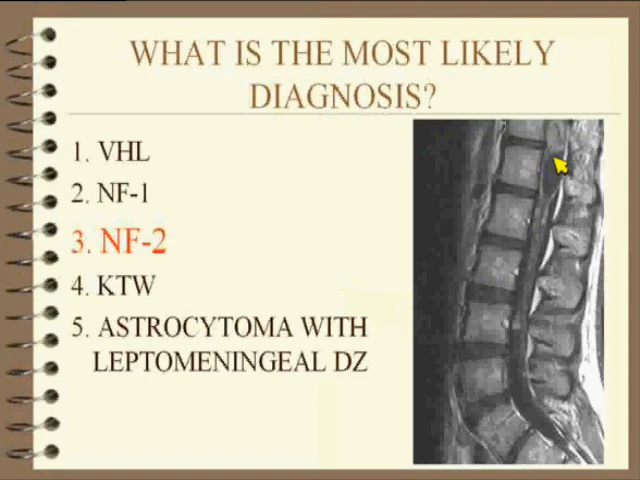 WHAT IS THE MOST LIKELY
DIAGNOSIS?
1. VHL
2. NF-1
3. NF-2
4. KTW
5. ASTROCYTOMA WITH
LEPTOMENINGEAL DZ